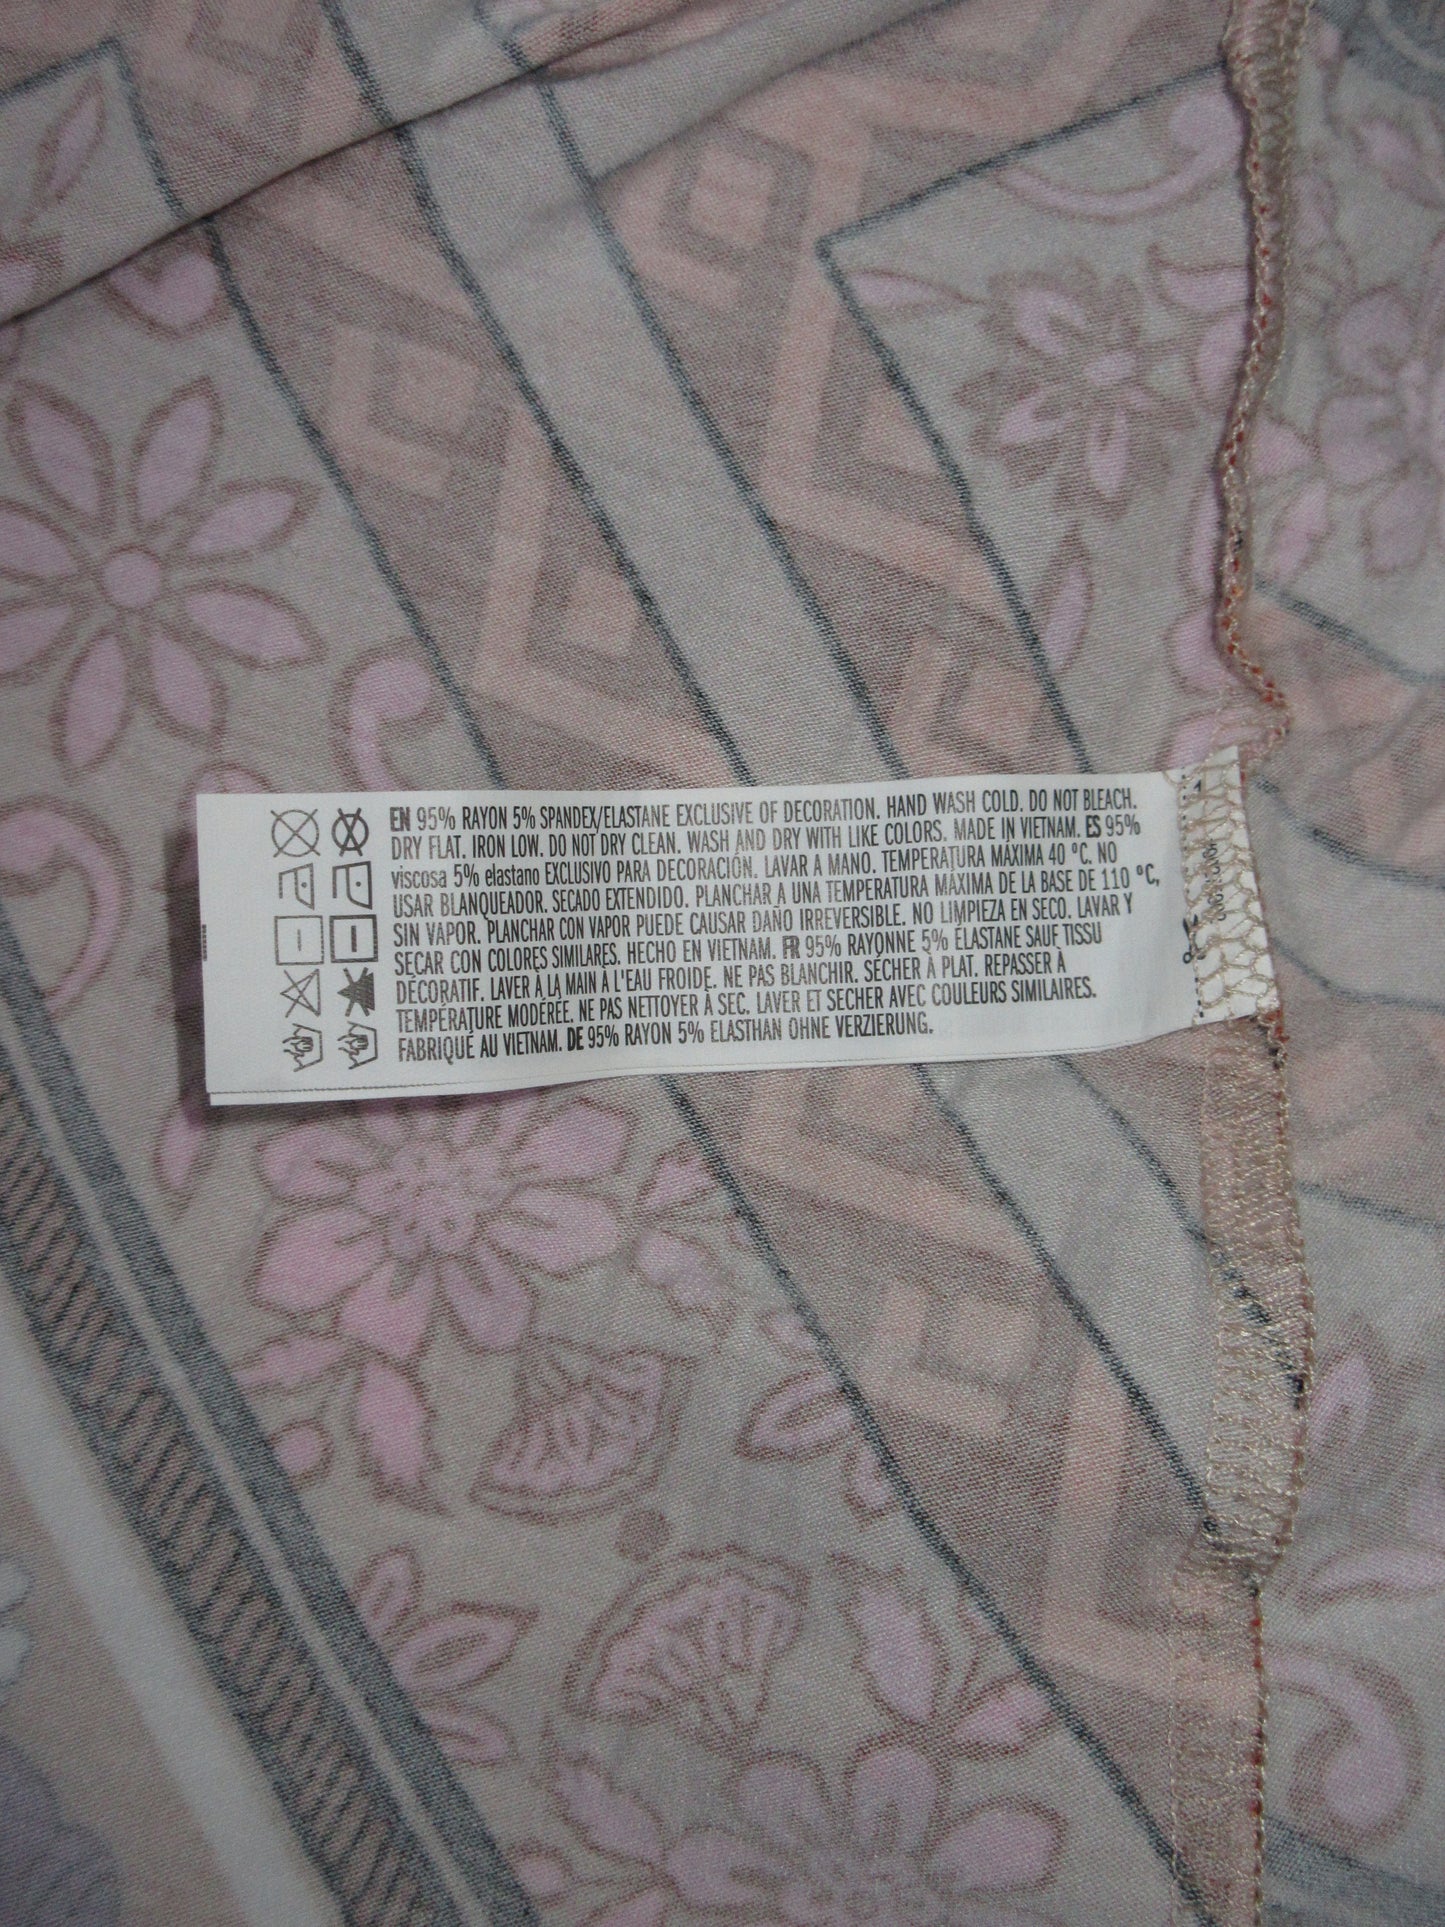 EN 95% RAYON 5% SPANDEX/ELASTANE EXCLUSIVE OF DECORATION. HAND WASH COLD. DO NOT BLEACH.
DRY FLAT. IRON LOW. DO NOT DRY CLEAN. WASH AND DRY WITH LIKE COLORS. MADE IN VIETNAM. ES 95%
viscosa 5% elastano EXCLUSIVO PARA DECORACIÓN. LAVAR A MANO. TEMPERATURA MÁXIMA 40 °C. NO
USAR BLANQUEADOR. SECADO EXTENDIDO. PLANCHAR A UNA TEMPERATURA MÁXIMA DE LA BASE DE 110 °C,
SIN VAPOR. PLANCHAR CON VAPOR PUEDE CAUSAR DAÑO IRREVERSIBLE. NO LIMPIEZA EN SECO. LAVAR Y
SECAR CON COLORES SIMILARES. HECHO EN VIETNAM. FR 95% RAYONNE 5% ÉLASTANE SAUF TISSU
DÉCORATIF. LAVER À LA MAIN À L'EAU FROIDE. NE PAS BLANCHIR. SÉCHER À PLAT. REPASSER À
TEMPÉRATURE MODÉRÉE. NE PAS NETTOYER À SEC. LAVER ET SECHER AVEC COULEURS SIMILAIRES.
FABRIQUÉ AU VIETNAM. DE 95% RAYON 5% ELASTHAN OHNE VERZIERUNG.